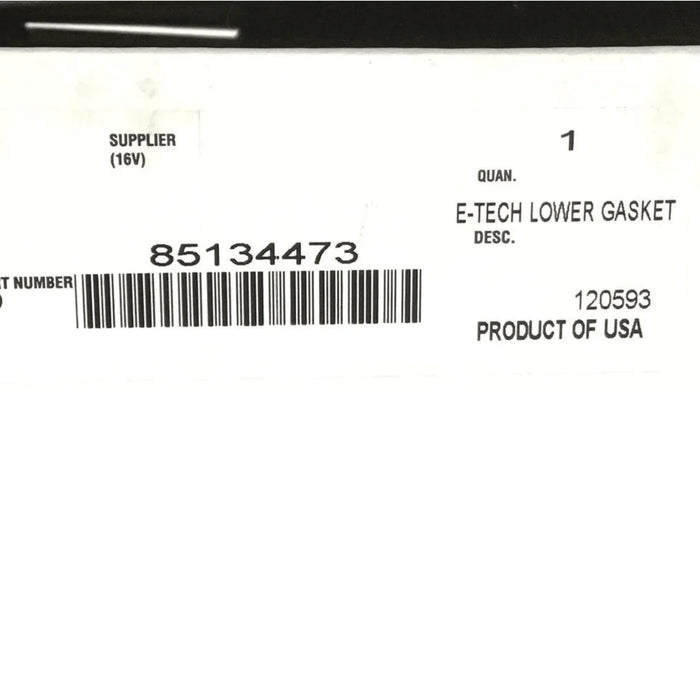 SUPPLIER
(16V)
1
QUAN.
E-TECH LOWER GASKET
DESC.
85134473
T NUMBER
)
120593
PRODUCT OF USA